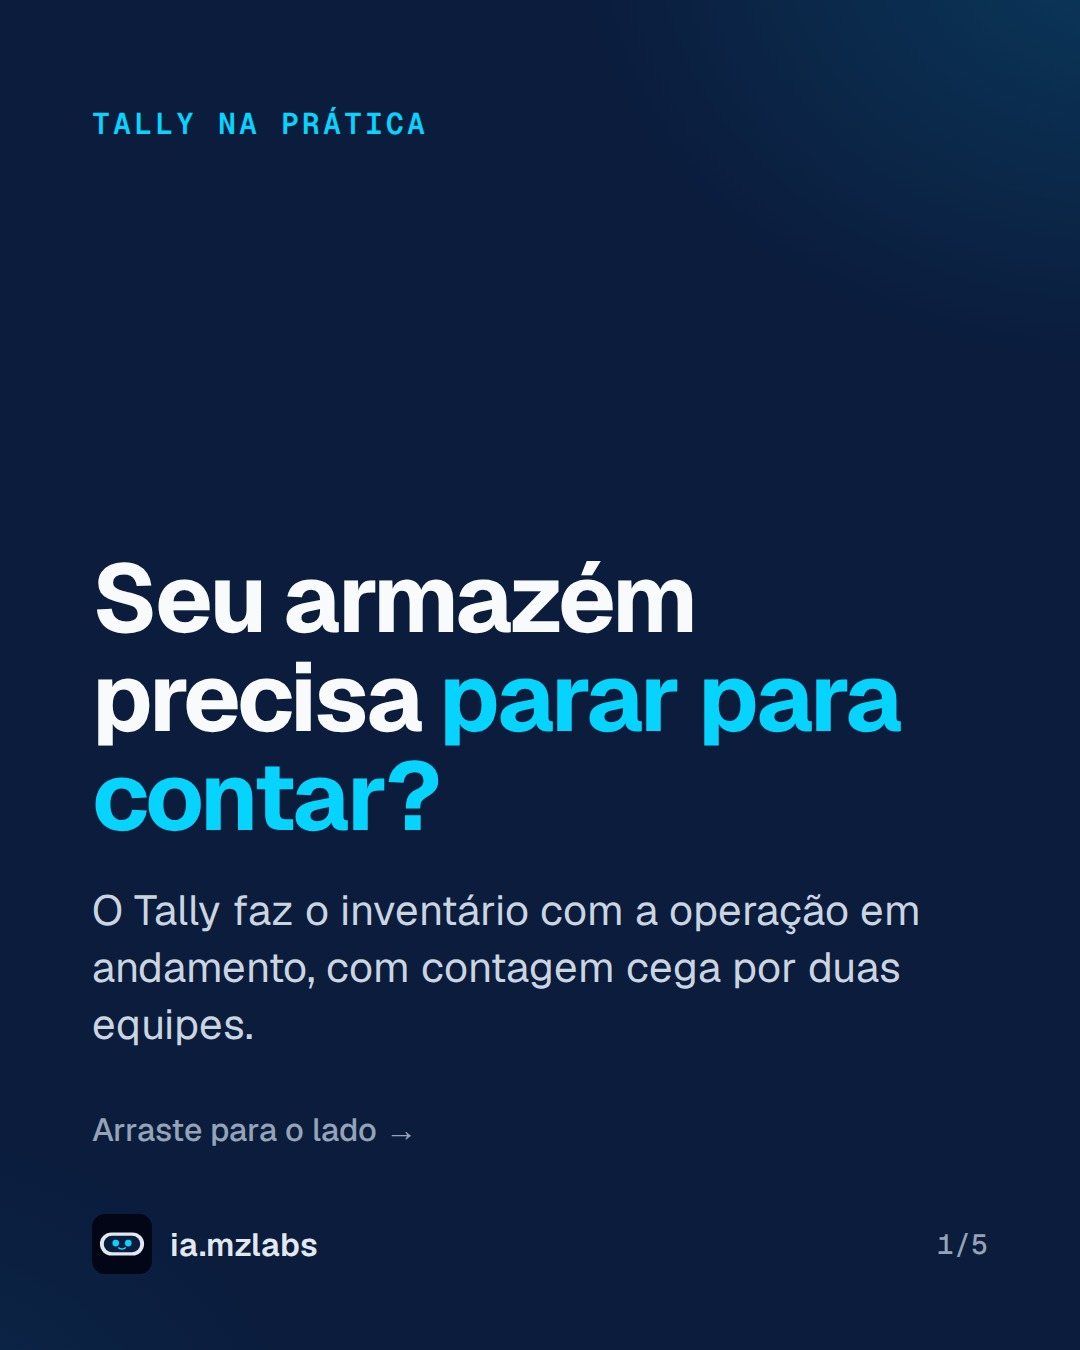 TALLY NA PRÁTICA
Seu armazém
precisa parar para
contar?
O Tally faz o inventário com a operação em
andamento, com contagem cega por duas
equipes.
Arraste para o lado →
ia.mzlabs
1/5